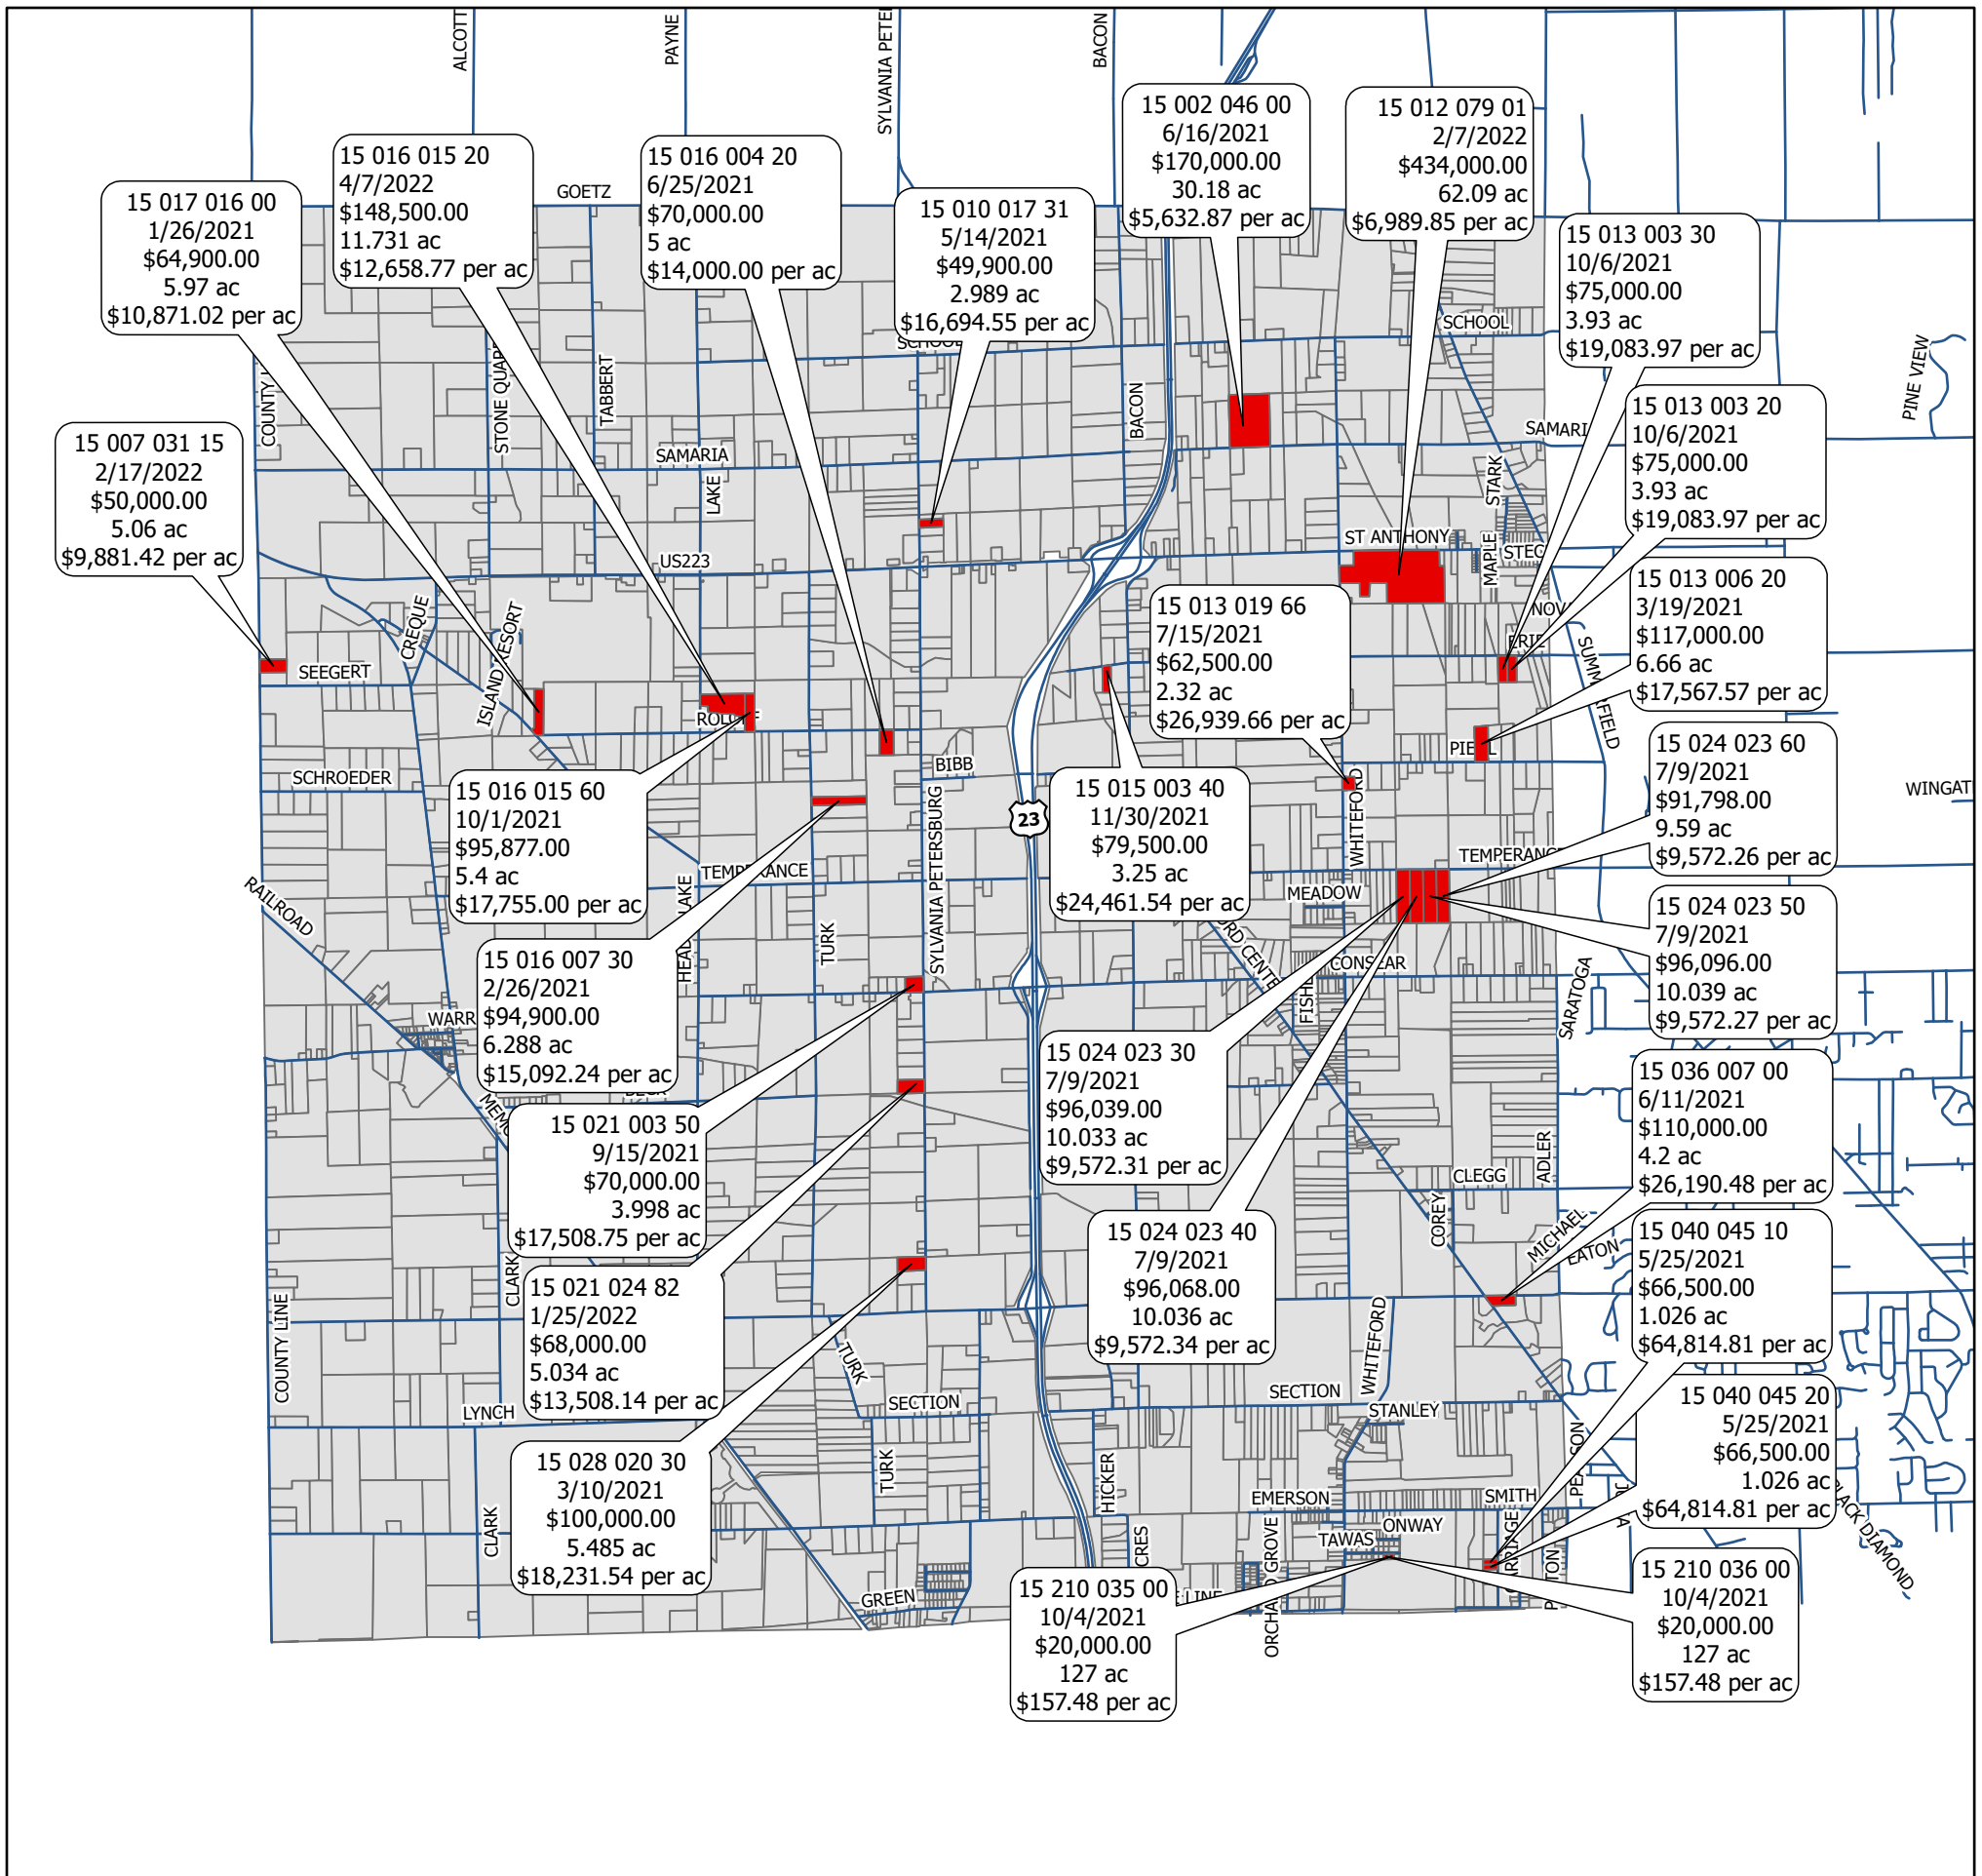 ALCOTT
PAYNE
BACON
GOETZ
15 017 016 00
1/26/2021
$64,900.00
5.97 ac
$10,871.02 per ac
15 016 015 20
4/7/2022
$148,500.00
11.731 ac
$12,658.77 per ac
15 016 004 20
6/25/2021
$70,000.00
5 ac
$14,000.00 per ac
15 010 017 31
5/14/2021
$49,900.00
2.989 ac
$16,694.55 per ac
15 002 046 00
6/16/2021
$170,000.00
30.18 ac
$5,632.87 per ac
15 012 079 01
2/7/2022
$434,000.00
62.09 ac
$6,989.85 per ac
15 013 003 30
10/6/2021
$75,000.00
3.93 ac
$19,083.97 per ac
SCHOOL
SCHOOL
COUNTY
TABBERT
BACON
PINE VIEW
15 013 003 20
10/6/2021
$75,000.00
3.93 ac
$19,083.97 per ac
15 007 031 15
2/17/2022
$50,000.00
5.06 ac
$9,881.42 per ac
SAMARIA
LAKE
STARK
ST ANTHONY
MAPLE
US223
CREQUE
ISLAND RESORT
SEEGERT
15 013 019 66
7/15/2021
$62,500.00
2.32 ac
$26,939.66 per ac
15 013 006 20
3/19/2021
$117,000.00
6.66 ac
$17,567.57 per ac
SCHROEDER
BIBB
23
WHITEFORD
WINGAT
15 024 023 60
7/9/2021
$91,798.00
9.59 ac
$9,572.26 per ac
15 016 015 60
10/1/2021
$95,877.00
5.4 ac
$17,755.00 per ac
15 015 003 40
11/30/2021
$79,500.00
3.25 ac
$24,461.54 per ac
TEMPERANCE
TEMPERANCE
MEADOW
RAILROAD
TURK
SYLVANIA PETERSBURG
15 024 023 50
7/9/2021
$96,096.00
10.039 ac
$9,572.27 per ac
15 016 007 30
2/26/2021
$94,900.00
6.288 ac
$15,092.24 per ac
CONSEAR
SARATOGA
15 024 023 30
7/9/2021
$96,039.00
10.033 ac
$9,572.31 per ac
15 036 007 00
6/11/2021
$110,000.00
4.2 ac
$26,190.48 per ac
15 021 003 50
9/15/2021
$70,000.00
3.998 ac
$17,508.75 per ac
CLEGG
ADLER
COREY
MICHAEL
EATON
15 024 023 40
7/9/2021
$96,068.00
10.036 ac
$9,572.34 per ac
15 040 045 10
5/25/2021
$66,500.00
1.026 ac
$64,814.81 per ac
15 021 024 82
1/25/2022
$68,000.00
5.034 ac
$13,508.14 per ac
CLARK
COUNTY LINE
TURK
WHITEFORD
SECTION
SECTION
STANLEY
LYNCH
15 040 045 20
5/25/2021
$66,500.00
1.026 ac
$64,814.81 per ac
15 028 020 30
3/10/2021
$100,000.00
5.485 ac
$18,231.54 per ac
TURK
HICKER
CLARK
EMERSON
SMITH
ONWAY
TAWAS
BLACK DIAMOND
GREEN
15 210 035 00
10/4/2021
$20,000.00
127 ac
$157.48 per ac
15 210 036 00
10/4/2021
$20,000.00
127 ac
$157.48 per ac